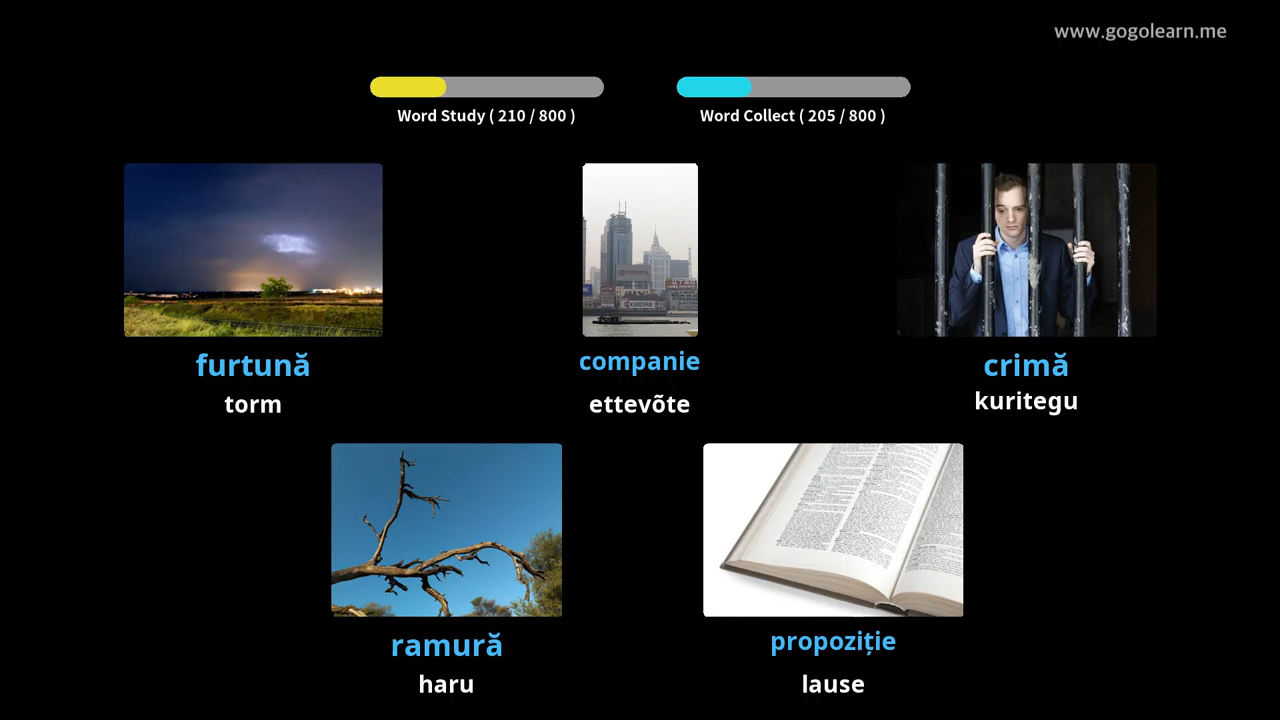 www.gogolearn.me
Word Study ( 210 / 800 )
Word Collect ( 205 / 800 )
TOYOTA
furtună
companie
crimă
torm
ettevõte
kuritegu
ramură
propoziție
haru
lause